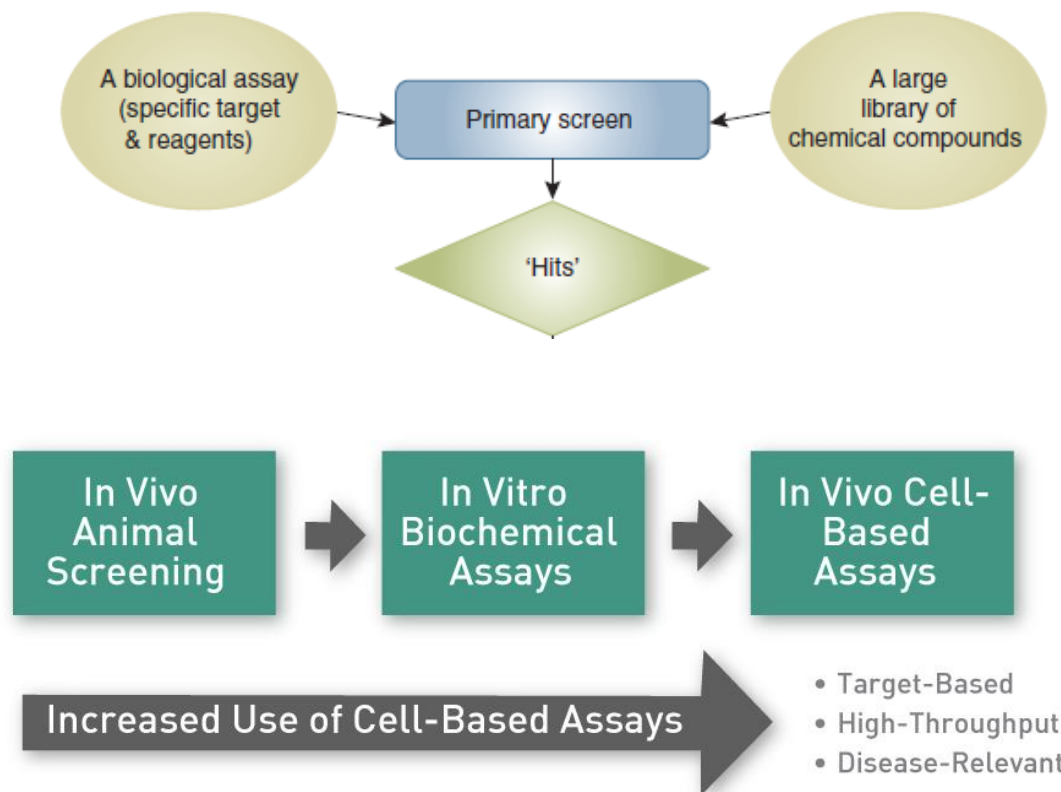 A biological assay
(specific target
& reagents)
Primary screen
A large
library of
chemical compounds
‘Hits’
In Vivo
Animal
Screening
In Vitro
Biochemical
Assays
In Vivo Cell-
Based
Assays
Increased Use of Cell-Based Assays
• Target-Based
• High-Throughput
• Disease-Relevant